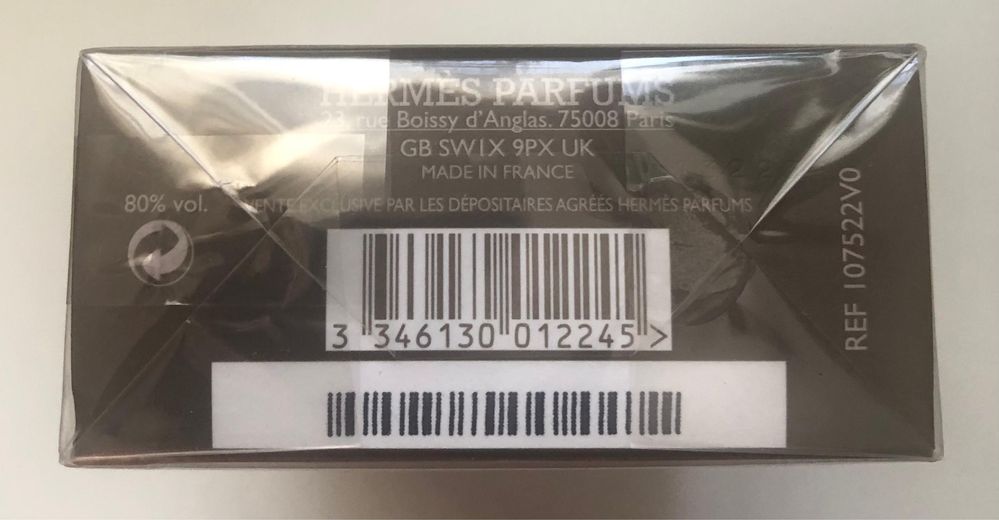 HERMÈS PARFUMS
23, rue Boissy d'Anglas. 75008 Paris
GB SW1X 9PX UK
MADE IN FRANCE
80% vol.
VENTE EXCLUSIVE PAR LES DÉPOSITAIRES AGRÉES HERMÈS PARFUMS
3 346130 012245 >
REF 107522V0